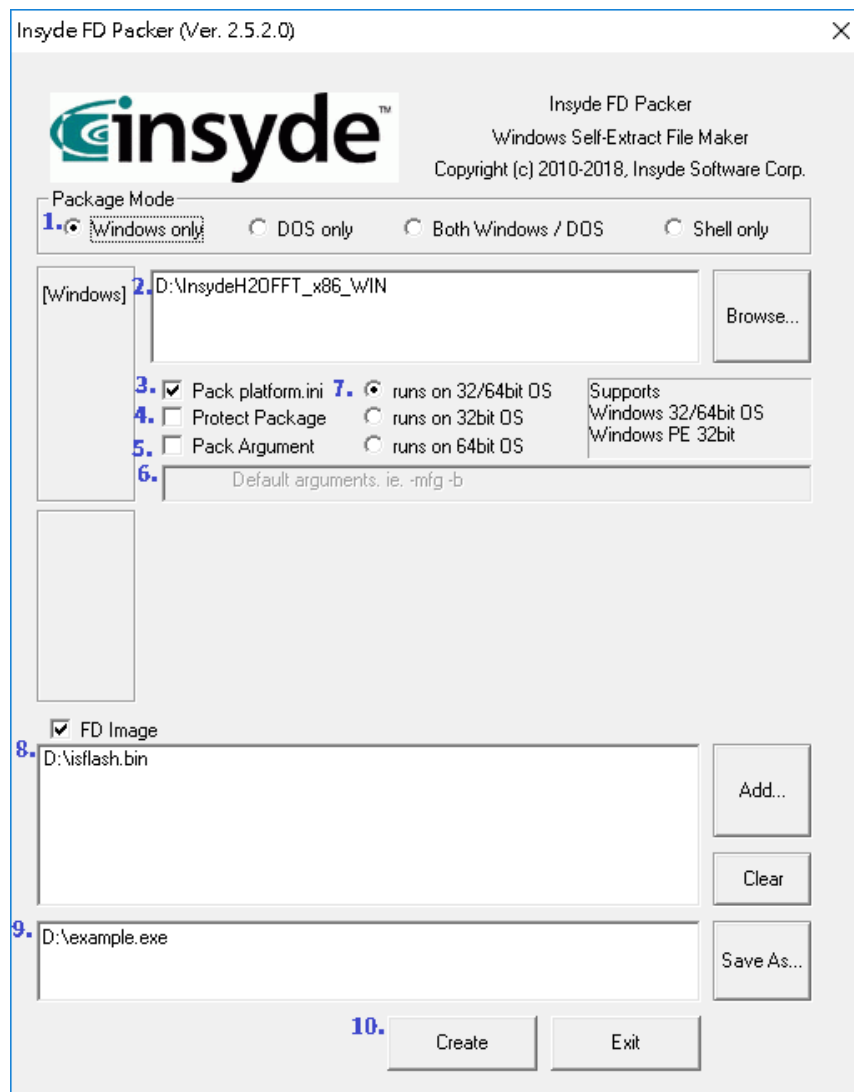 Insyde FD Packer (Ver. 2.5.2.0)
insyde™
Insyde FD Packer
Windows Self-Extract File Maker
Copyright (c) 2010-2018, Insyde Software Corp.
Package Mode
1. Windows only DOS only Both Windows / DOS Shell only
[Windows] 2. D:\InsydeH2OFFT_x86_WIN
Browse...
3. Pack platform.ini 7. runs on 32/64bit OS
4. Protect Package runs on 32bit OS
5. Pack Argument runs on 64bit OS
Supports
Windows 32/64bit OS
Windows PE 32bit
6. Default arguments. ie. -mfg -b
FD Image
8. D:\isflash.bin
Add...
Clear
9. D:\example.exe
Save As...
10. Create Exit